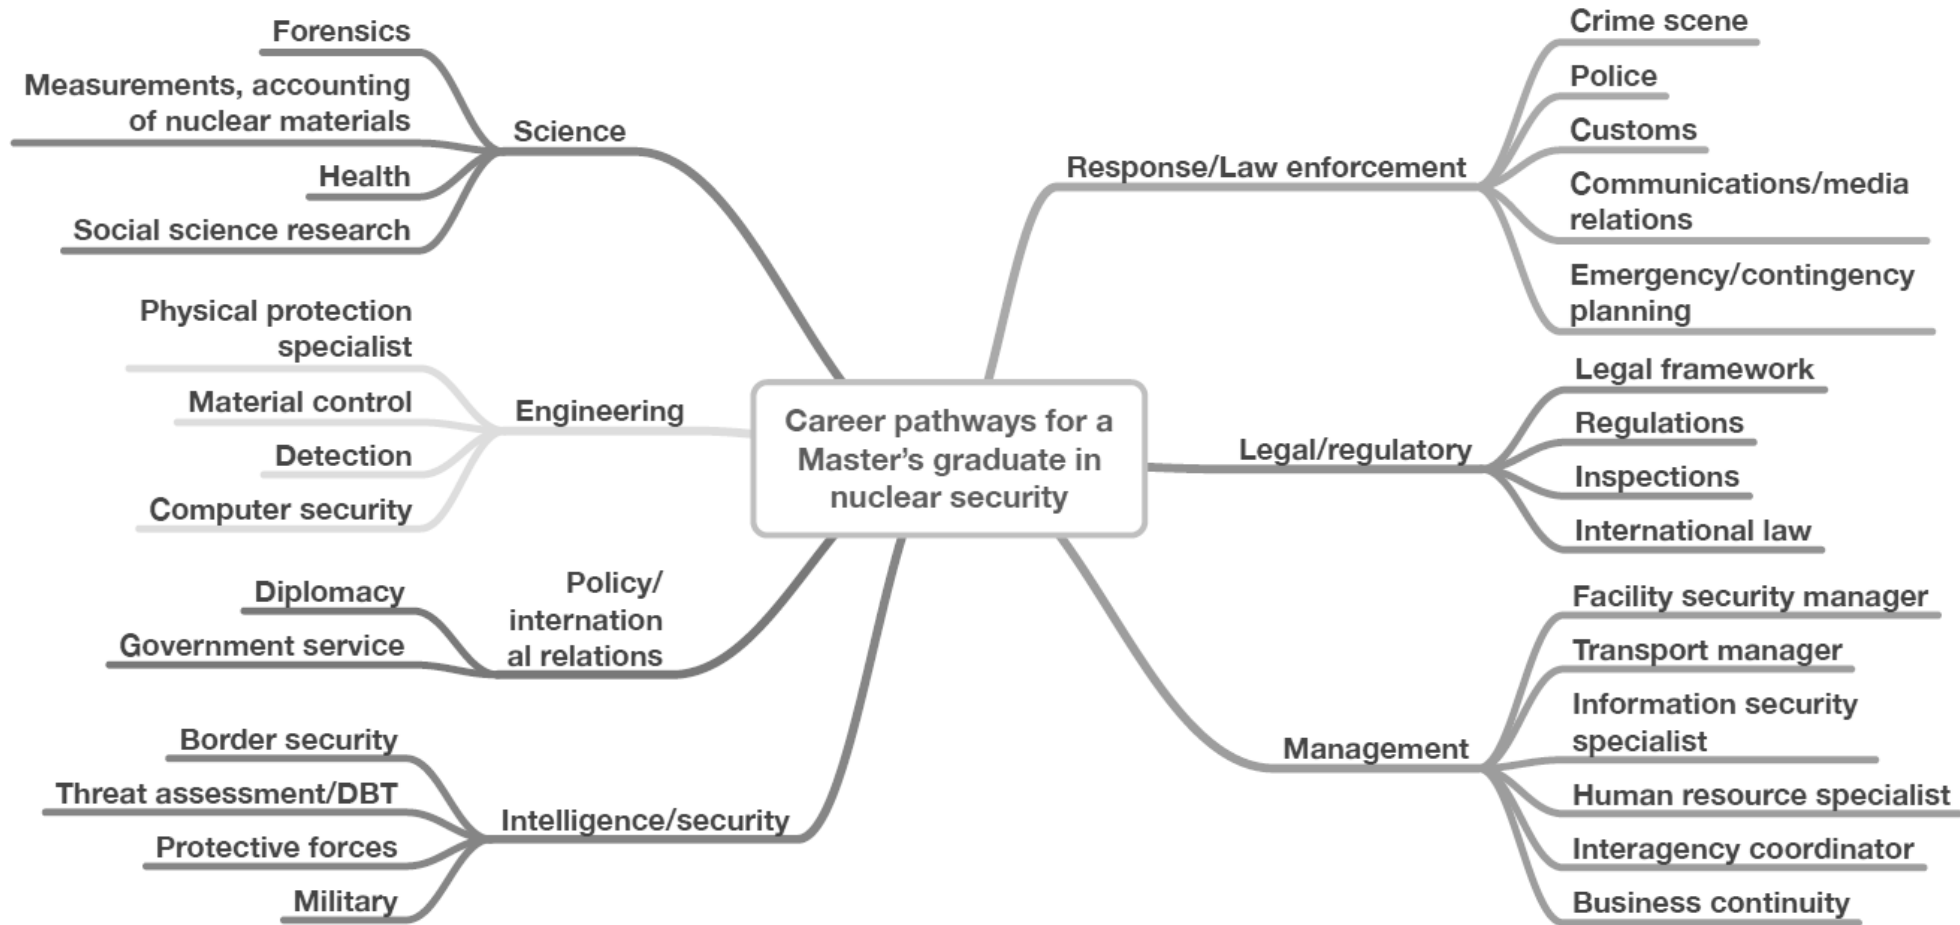 Forensics
Measurements, accounting
of nuclear materials
Health
Social science research
Science
Physical protection
specialist
Material control
Detection
Computer security
Engineering
Diplomacy
Government service
Policy/
internation
al relations
Border security
Threat assessment/DBT
Protective forces
Military
Intelligence/security
Career pathways for a
Master’s graduate in
nuclear security
Response/Law enforcement
Crime scene
Police
Customs
Communications/media
relations
Emergency/contingency
planning
Legal/regulatory
Legal framework
Regulations
Inspections
International law
Management
Facility security manager
Transport manager
Information security
specialist
Human resource specialist
Interagency coordinator
Business continuity